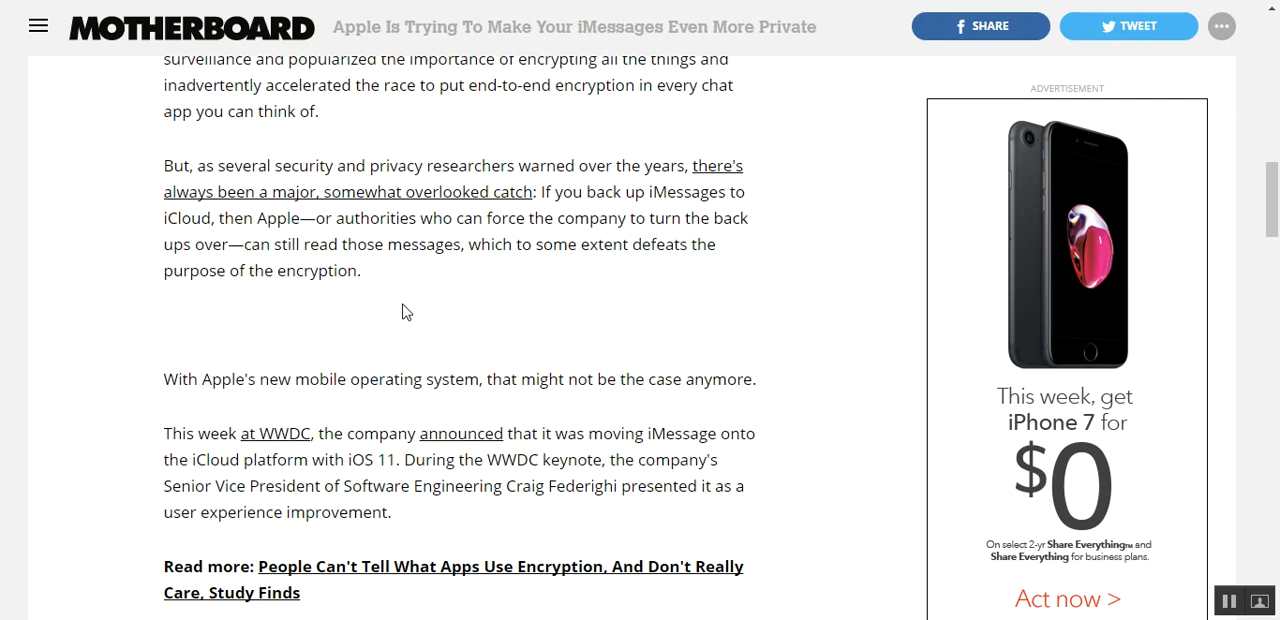 MOTHERBOARD
Apple Is Trying To Make Your iMessages Even More Private
SHARE
TWEET
surveillance and popularized the importance of encrypting all the things and
inadvertently accelerated the race to put end-to-end encryption in every chat
app you can think of.
But, as several security and privacy researchers warned over the years, there's
always been a major, somewhat overlooked catch: If you back up iMessages to
iCloud, then Apple—or authorities who can force the company to turn the back
ups over—can still read those messages, which to some extent defeats the
purpose of the encryption.
With Apple's new mobile operating system, that might not be the case anymore.
This week at WWDC, the company announced that it was moving iMessage onto
the iCloud platform with iOS 11. During the WWDC keynote, the company's
Senior Vice President of Software Engineering Craig Federighi presented it as a
user experience improvement.
Read more: People Can't Tell What Apps Use Encryption, And Don't Really
Care, Study Finds
ADVERTISEMENT
This week, get
iPhone 7 for
$0
On select 2-yr Share Everything™ and
Share Everything for business plans.
Act now >